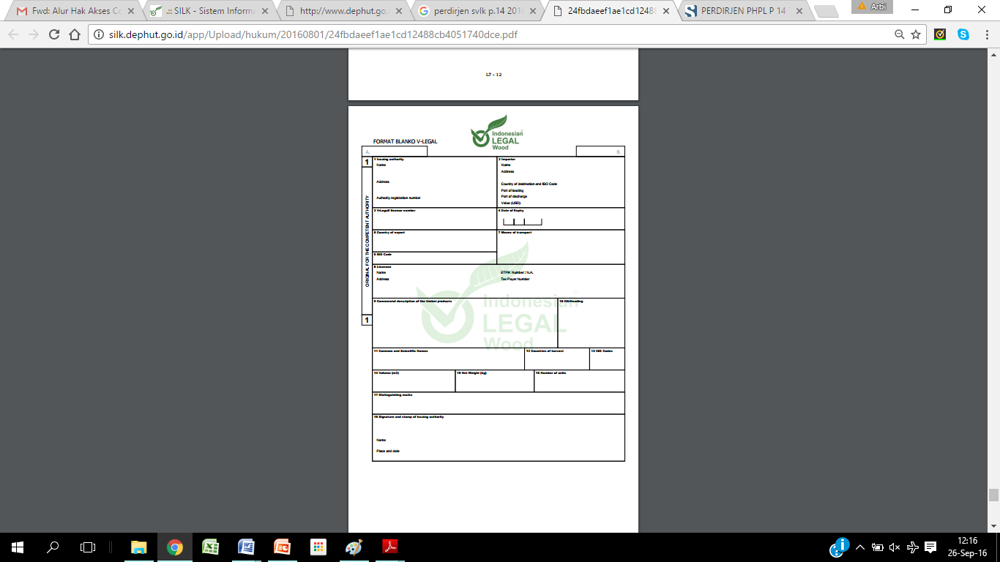 Fwd: Alur Hak Akses Co
.:: SILK - Sistem Informa
http://www.dephut.go.
perdirjen svlk p.14 201
24fbdaeef1ae1cd12488
PERDIRJEN PHPL P 14
Arbi
silk.dephut.go.id/app/Upload/hukum/20160801/24fbdaeef1ae1cd12488cb4051740dce.pdf
L7 - 12
Indonesian
LEGAL
Wood
FORMAT BLANKO V-LEGAL
A.
B.
1
ORIGINAL FOR THE COMPETENT AUTHORITY
1
1 Issuing authority
Name
Address
Authority registration number
2 Importer
Name
Address
Country of destination and ISO Code
Port of loading
Port of discharge
Value (USD)
3 V-Legal/ license number
4 Date of Expiry
5 Country of export
7 Means of transport
6 ISO Code
8 Licensee
Name
Address
ETPIK Number : N.A.
Tax Payer Number
9 Commercial description of the timber products
10 HS-Heading
Indonesian
LEGAL
Wood
11 Common and Scientific Names
12 Countries of harvest
13 ISO Codes
14 Volume (m3)
15 Net Weight (kg)
16 Number of units
17 Distinguishing marks
18 Signature and stamp of issuing authority
Name
Place and date
12:16
26-Sep-16